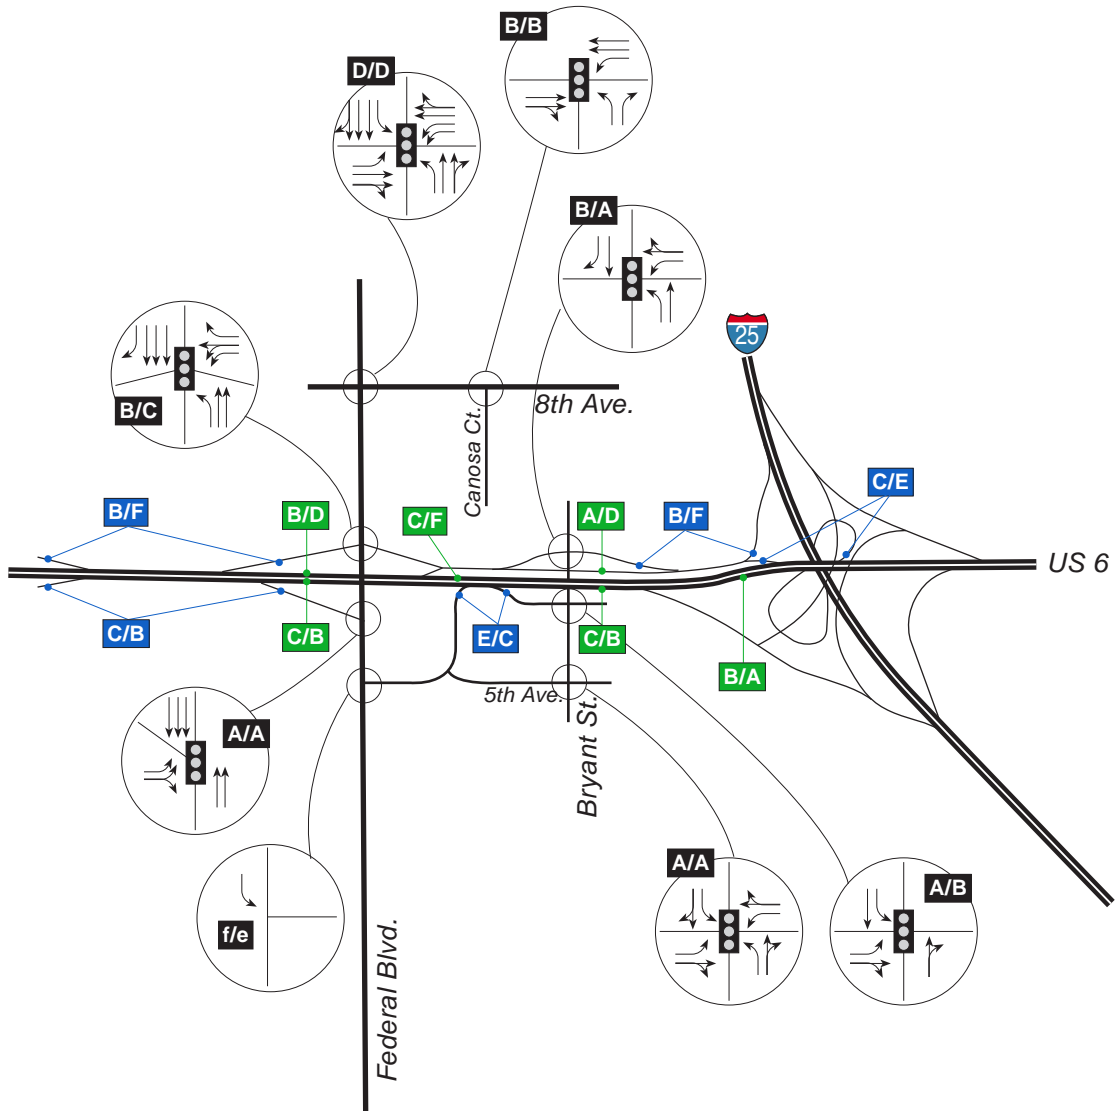 B/B
D/D
B/A
25
B/C
8th Ave.
Canosa Ct.
C/E
B/F
B/D
C/F
A/D
B/F
US 6
C/B
C/B
E/C
C/B
B/A
5th Ave.
Bryant St.
A/A
A/A
A/B
f/e
Federal Blvd.